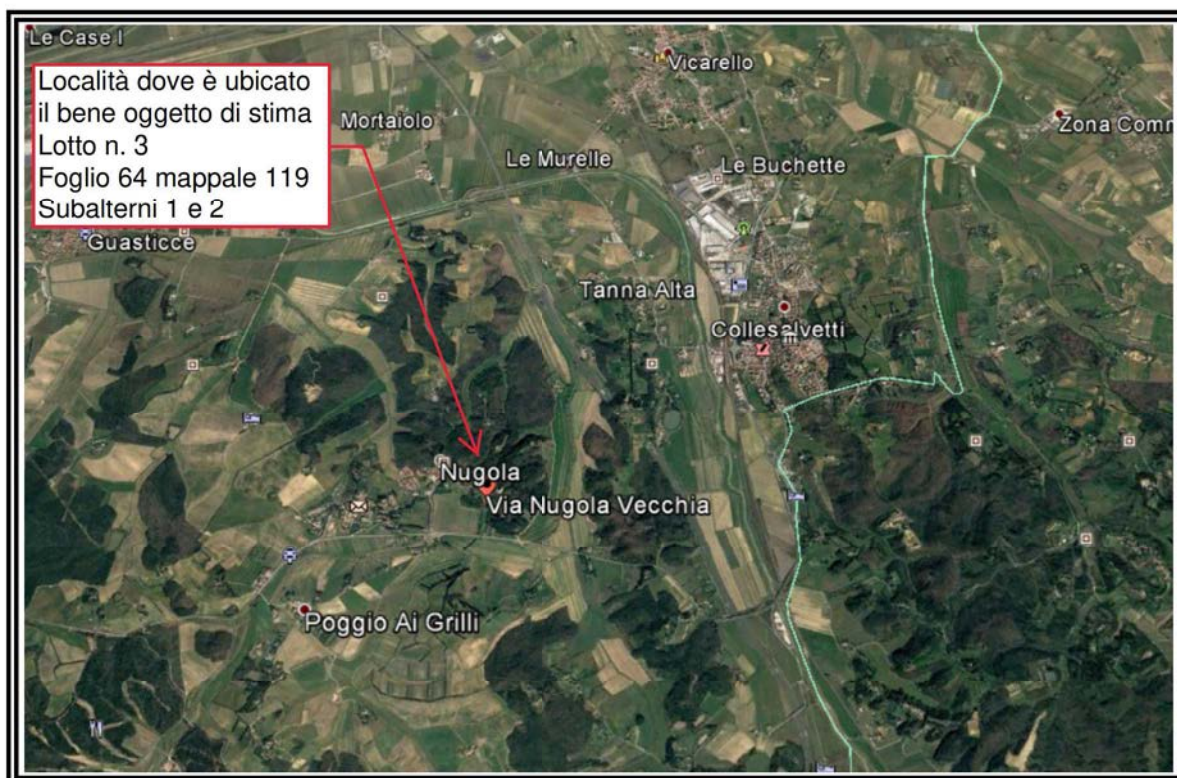 Le Case I
Località dove è ubicato
il bene oggetto di stima
Lotto n. 3
Foglio 64 mappale 119
Subalterni 1 e 2
Vicarello
Mortaiolo
Zona Comm
Le Murelle
Le Buchette
Guasticce
Tanna Alta
Collesalvetti
Nugola
Via Nugola Vecchia
Poggio Ai Grilli